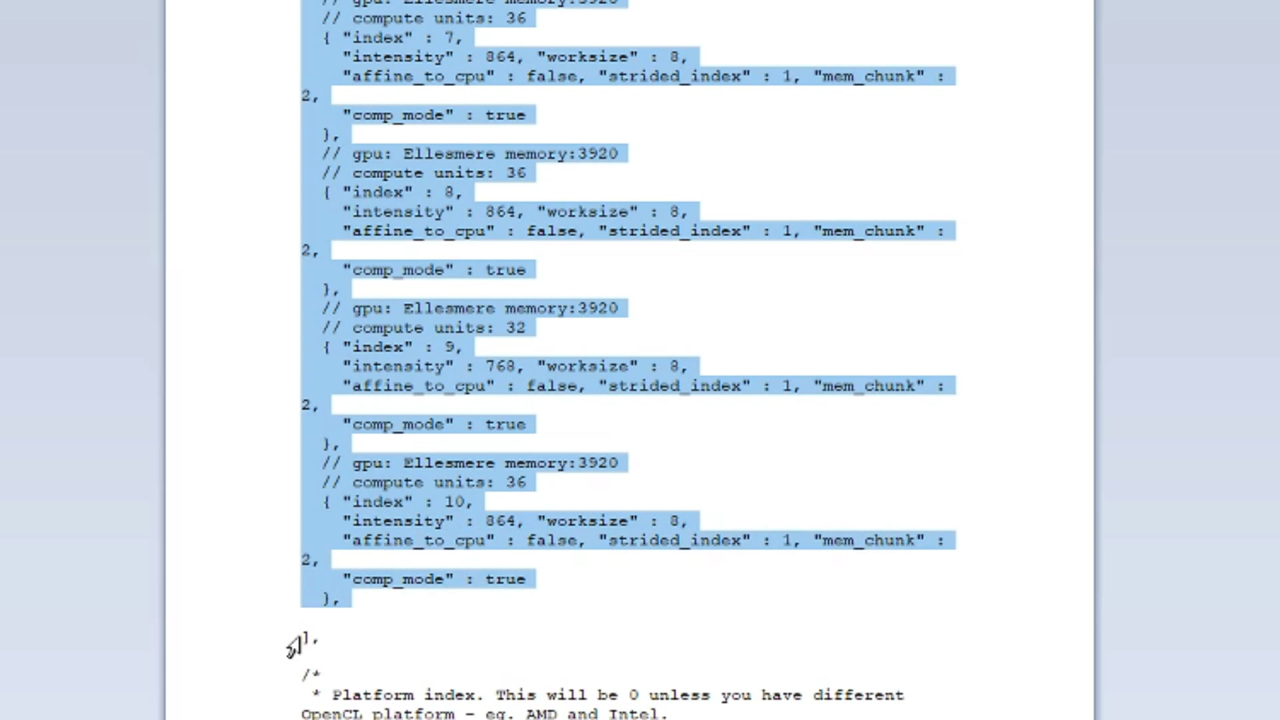 // gpu: Ellesmere memory:3920
// compute units: 36
{ "index" : 7,
"intensity" : 864, "worksize" : 8,
"affine_to_cpu" : false, "strided_index" : 1, "mem_chunk" :
2,
"comp_mode" : true
},
// gpu: Ellesmere memory:3920
// compute units: 36
{ "index" : 8,
"intensity" : 864, "worksize" : 8,
"affine_to_cpu" : false, "strided_index" : 1, "mem_chunk" :
2,
"comp_mode" : true
},
// gpu: Ellesmere memory:3920
// compute units: 32
{ "index" : 9,
"intensity" : 768, "worksize" : 8,
"affine_to_cpu" : false, "strided_index" : 1, "mem_chunk" :
2,
"comp_mode" : true
},
// gpu: Ellesmere memory:3920
// compute units: 36
{ "index" : 10,
"intensity" : 864, "worksize" : 8,
"affine_to_cpu" : false, "strided_index" : 1, "mem_chunk" :
2,
"comp_mode" : true
},
],
/*
* Platform index. This will be 0 unless you have different
OpenCL platform - eg. AMD and Intel.